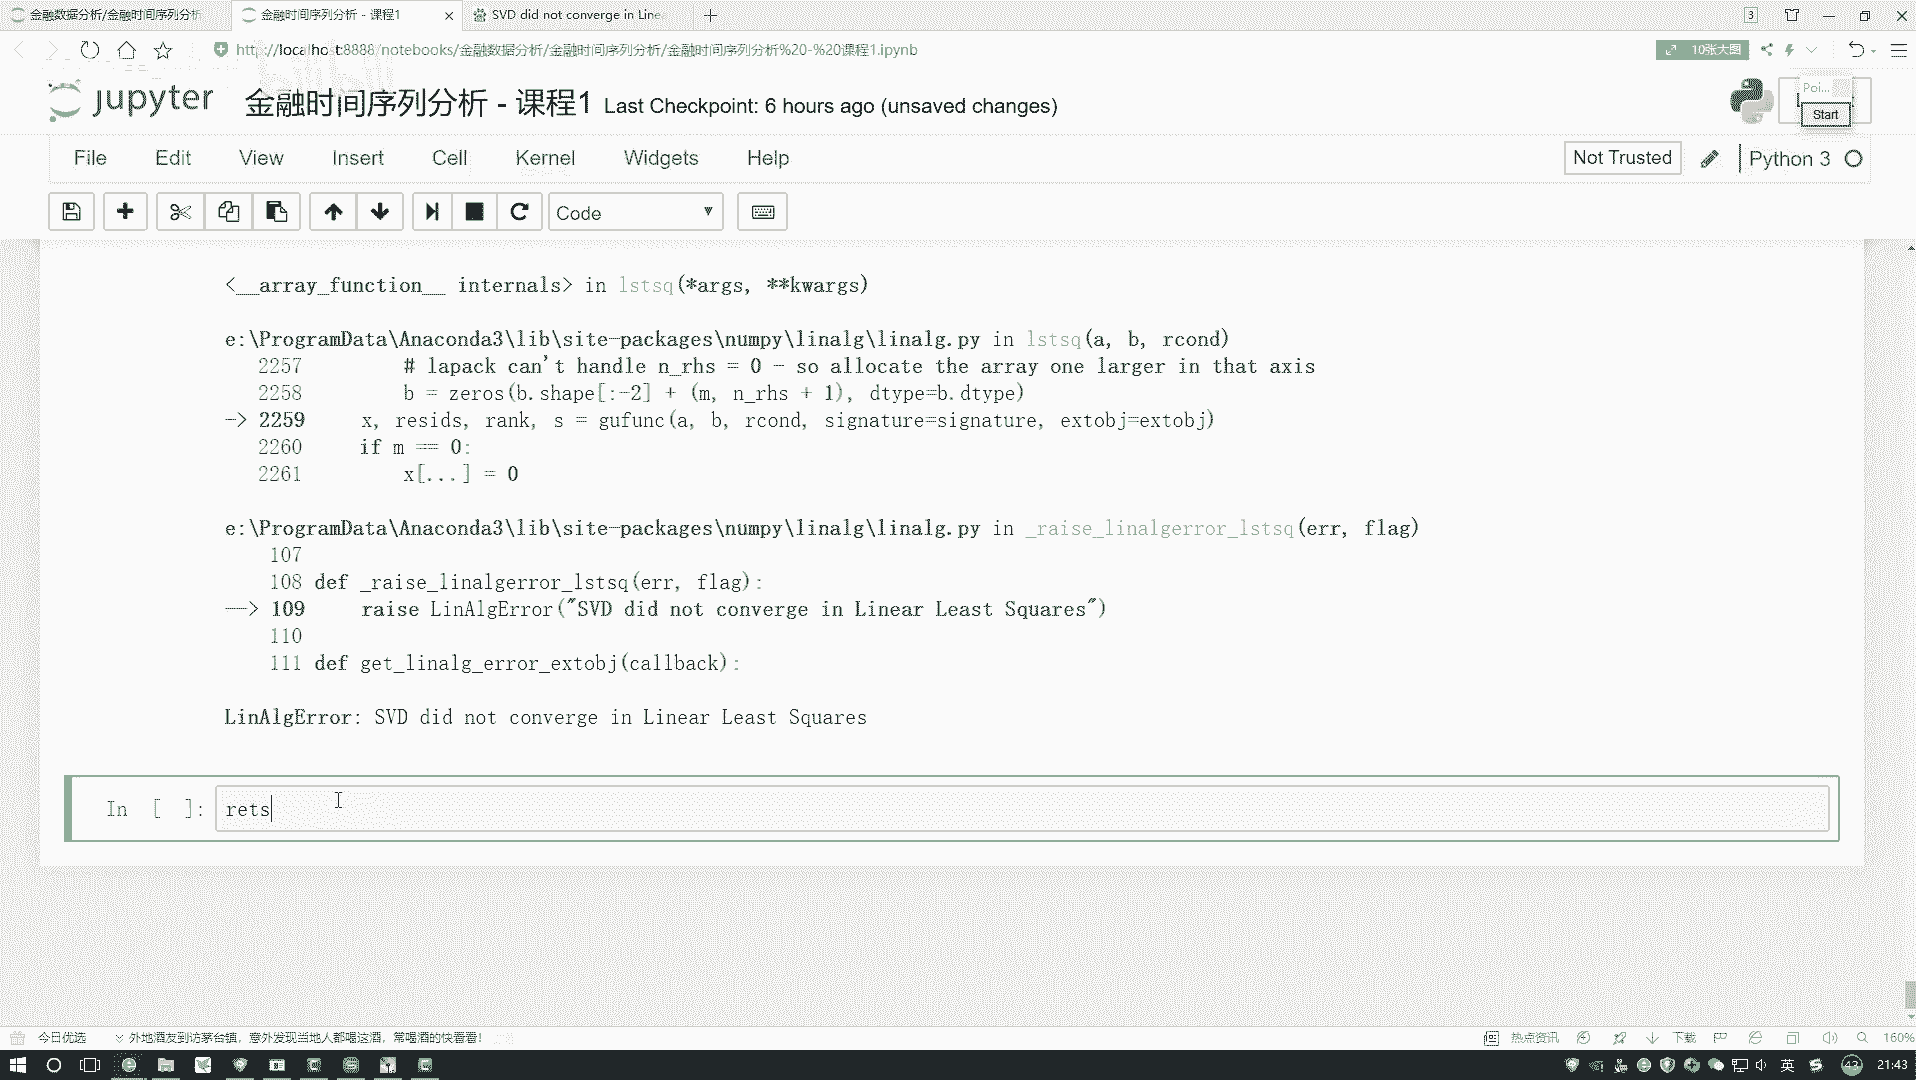 金融数据分析/金融时间序列分析
金融时间序列分析 - 课程1
SVD did not converge in Line
3
http://localhost:8888/notebooks/金融数据分析/金融时间序列分析/金融时间序列分析%20-%20课程1.ipynb
10张大图
jupyter 金融时间序列分析 - 课程1 Last Checkpoint: 6 hours ago (unsaved changes)
Poi...
Start
File Edit View Insert Cell Kernel Widgets Help
Not Trusted Python 3
Code
<__array_function__ internals> in lstsq(*args, **kwargs)
e:\ProgramData\Anaconda3\lib\site-packages\numpy\linalg\linalg.py in lstsq(a, b, rcond)
2257 # lapack can't handle n_rhs = 0 - so allocate the array one larger in that axis
2258 b = zeros(b.shape[:-2] + (m, n_rhs + 1), dtype=b.dtype)
-> 2259 x, resids, rank, s = gufunc(a, b, rcond, signature=signature, extobj=extobj)
2260 if m == 0:
2261 x[...] = 0
e:\ProgramData\Anaconda3\lib\site-packages\numpy\linalg\linalg.py in _raise_linalgerror_lstsq(err, flag)
107
108 def _raise_linalgerror_lstsq(err, flag):
--> 109 raise LinAlgError("SVD did not converge in Linear Least Squares")
110
111 def get_linalg_error_extobj(callback):
LinAlgError: SVD did not converge in Linear Least Squares
In [ ]: rets
今日优选 外地酒友到访茅台镇，意外发现当地人都喝这酒，常喝酒的快看看!
热点资讯 下载 160%
英 43 21:43